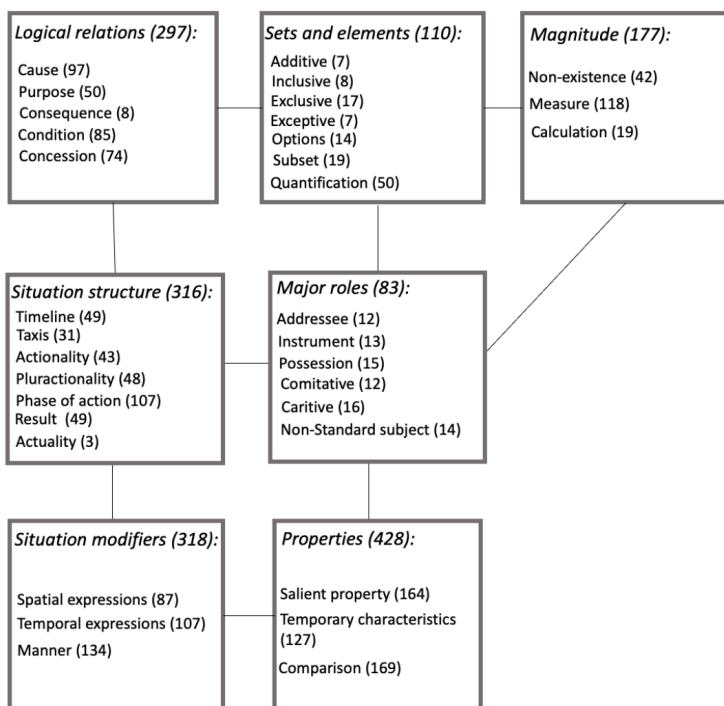 Logical relations (297):
Cause (97)
Purpose (50)
Consequence (8)
Condition (85)
Concession (74)
Sets and elements (110):
Additive (7)
Inclusive (8)
Exclusive (17)
Exceptive (7)
Options (14)
Subset (19)
Quantification (50)
Magnitude (177):
Non-existence (42)
Measure (118)
Calculation (19)
Situation structure (316):
Timeline (49)
Taxis (31)
Actionality (43)
Pluractionality (48)
Phase of action (107)
Result (49)
Actuality (3)
Major roles (83):
Addressee (12)
Instrument (13)
Possession (15)
Comitative (12)
Caritive (16)
Non-Standard subject (14)
Situation modifiers (318):
Spatial expressions (87)
Temporal expressions (107)
Manner (134)
Properties (428):
Salient property (164)
Temporary characteristics
(127)
Comparison (169)